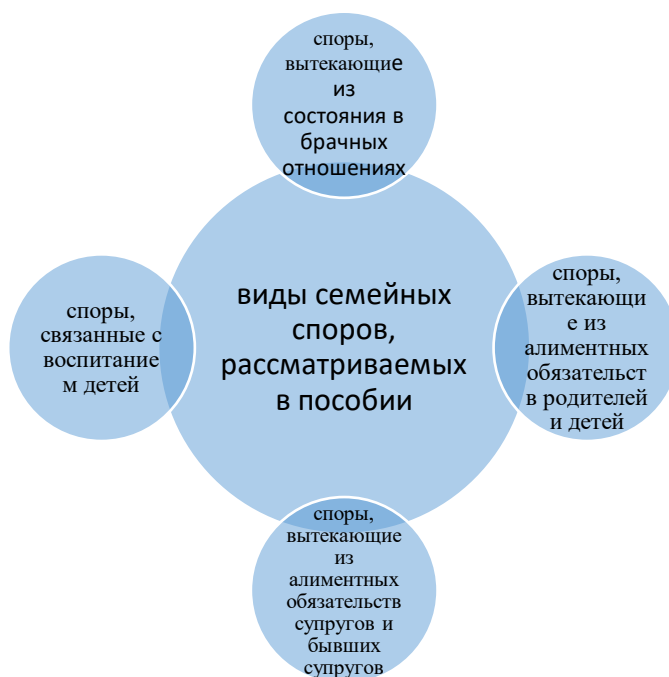 споры,
вытекающие
из
состояния в
брачных
отношениях
виды семейных
споров,
рассматриваемых
в пособии
споры,
связанные с
воспитание
м детей
споры,
вытекающи
е из
алиментных
обязательст
в родителей
и детей
споры,
вытекающие
из
алиментных
обязательств
супругов и
бывших
супругов